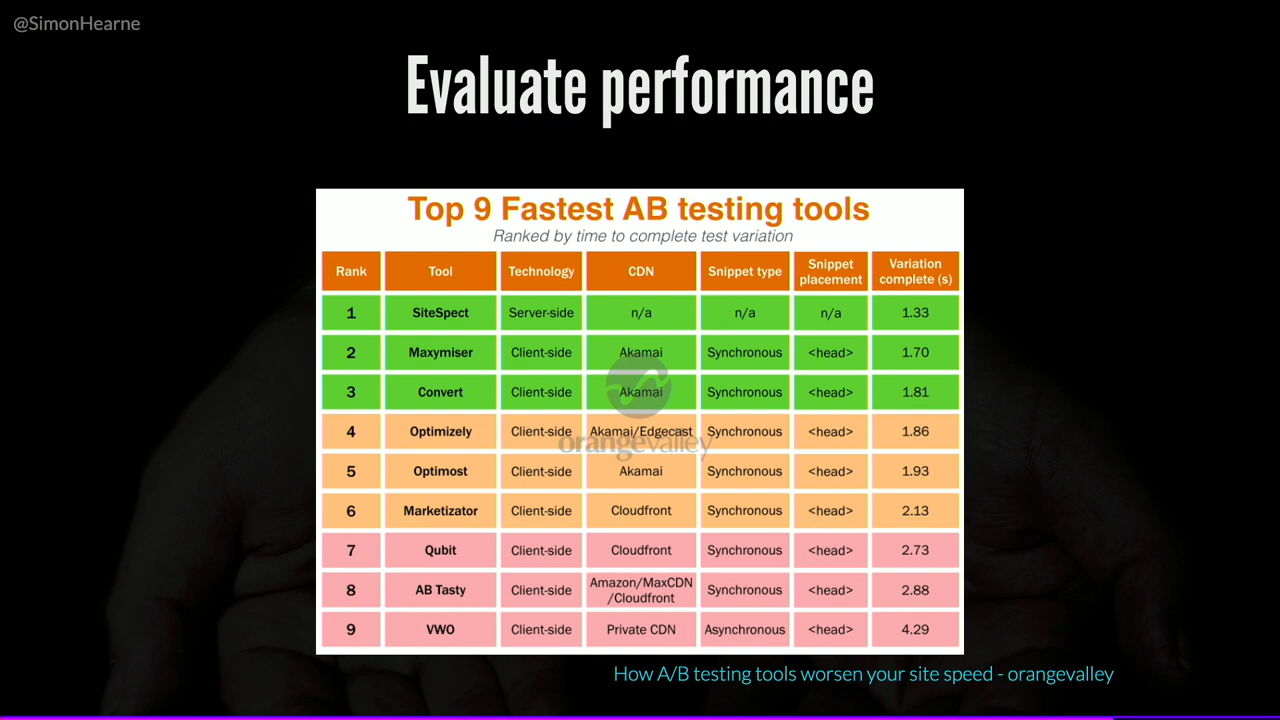 @SimonHearne
Evaluate performance
Top 9 Fastest AB testing tools
Ranked by time to complete test variation
Rank Tool Technology CDN Snippet type Snippet placement Variation complete (s)
1 SiteSpect Server-side n/a n/a n/a 1.33
2 Maxymiser Client-side Akamai Synchronous <head> 1.70
3 Convert Client-side Akamai Synchronous <head> 1.81
4 Optimizely Client-side Akamai/Edgecast Synchronous <head> 1.86
orangevalley
5 Optimost Client-side Akamai Synchronous <head> 1.93
6 Marketizator Client-side Cloudfront Synchronous <head> 2.13
7 Qubit Client-side Cloudfront Synchronous <head> 2.73
8 AB Tasty Client-side Amazon/MaxCDN /Cloudfront Synchronous <head> 2.88
9 VWO Client-side Private CDN Asynchronous <head> 4.29
How A/B testing tools worsen your site speed - orangevalley